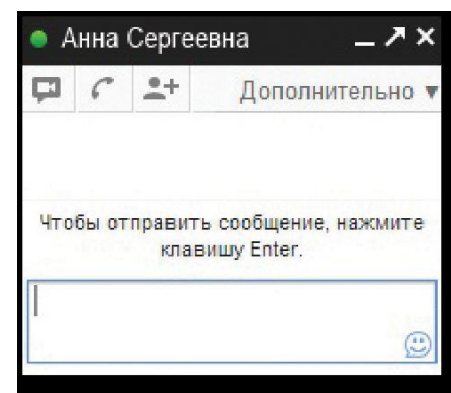 Анна Сергеевна
Дополнительно
Чтобы отправить сообщение, нажмите
клавишу Enter.